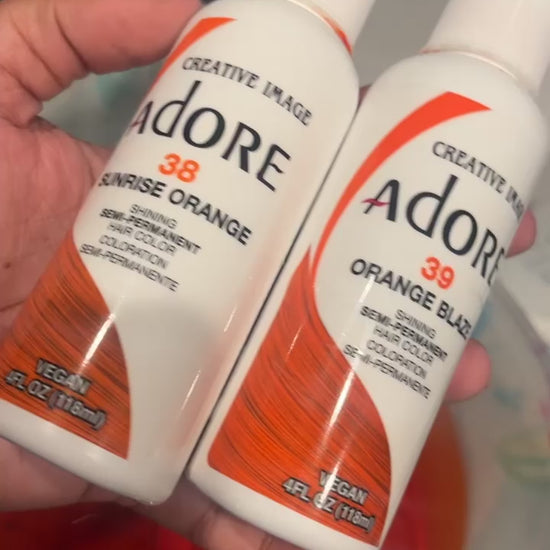 CREATIVE IMAGE
AdORE
38
SUNRISE ORANGE
SHINING
SEMI-PERMANENT
HAIR COLOR
COLORATION
SEMI-PERMANENTE
VEGAN
FL OZ (118ml)
CREATIVE IMAGE
AdORE
39
ORANGE BLAZE
SHINING
SEMI-PERMANENT
HAIR COLOR
COLORATION
SEMI-PERMANENTE
VEGAN
4FL OZ (118ml)